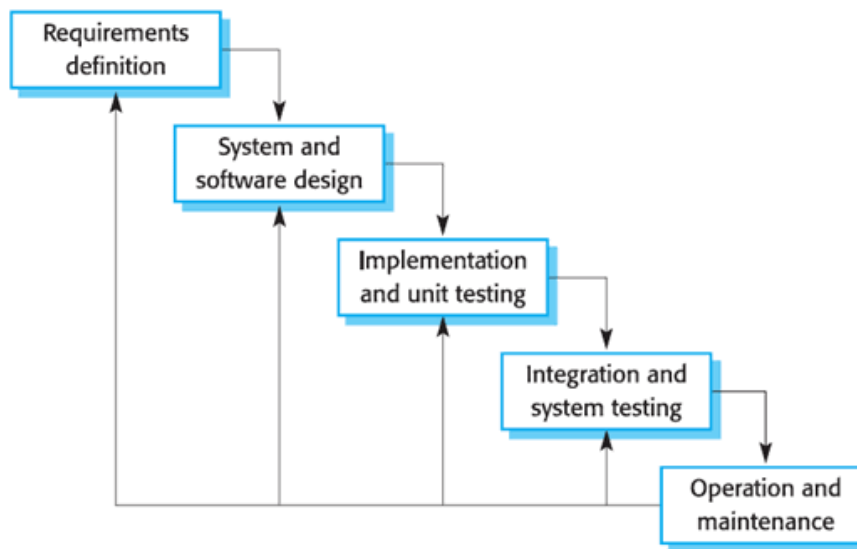 Requirements
definition
System and
software design
Implementation
and unit testing
Integration and
system testing
Operation and
maintenance